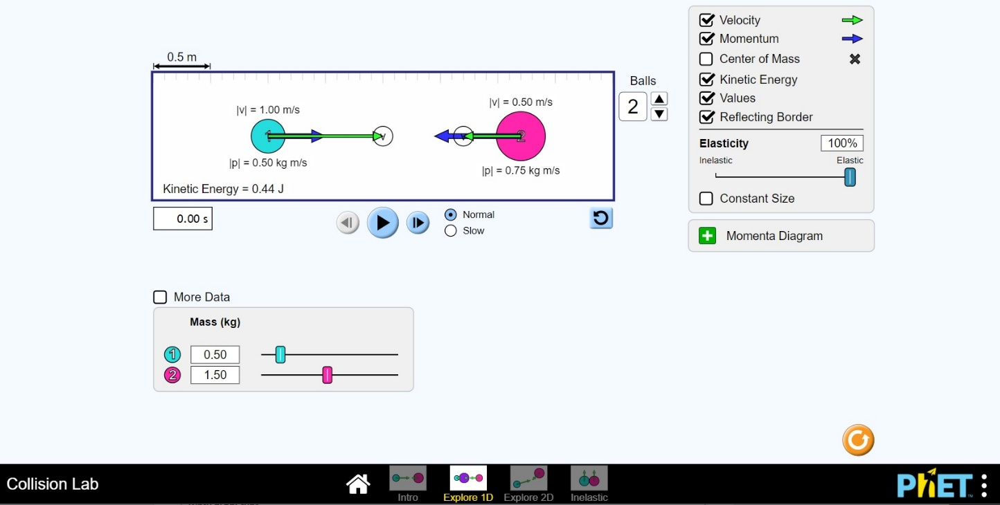 Velocity
Momentum
0.5 m
Center of Mass
Balls
Kinetic Energy
2
Values
|v| = 1.00 m/s
|v| = 0.50 m/s
Reflecting Border
1
v
v
2
Elasticity
100%
|p| = 0.50 kg m/s
|p| = 0.75 kg m/s
Inelastic
Elastic
Kinetic Energy = 0.44 J
Constant Size
0.00 s
Normal
Slow
Momenta Diagram
More Data
Mass (kg)
1
0.50
2
1.50
Collision Lab
Intro
Explore 1D
Explore 2D
Inelastic
PhET